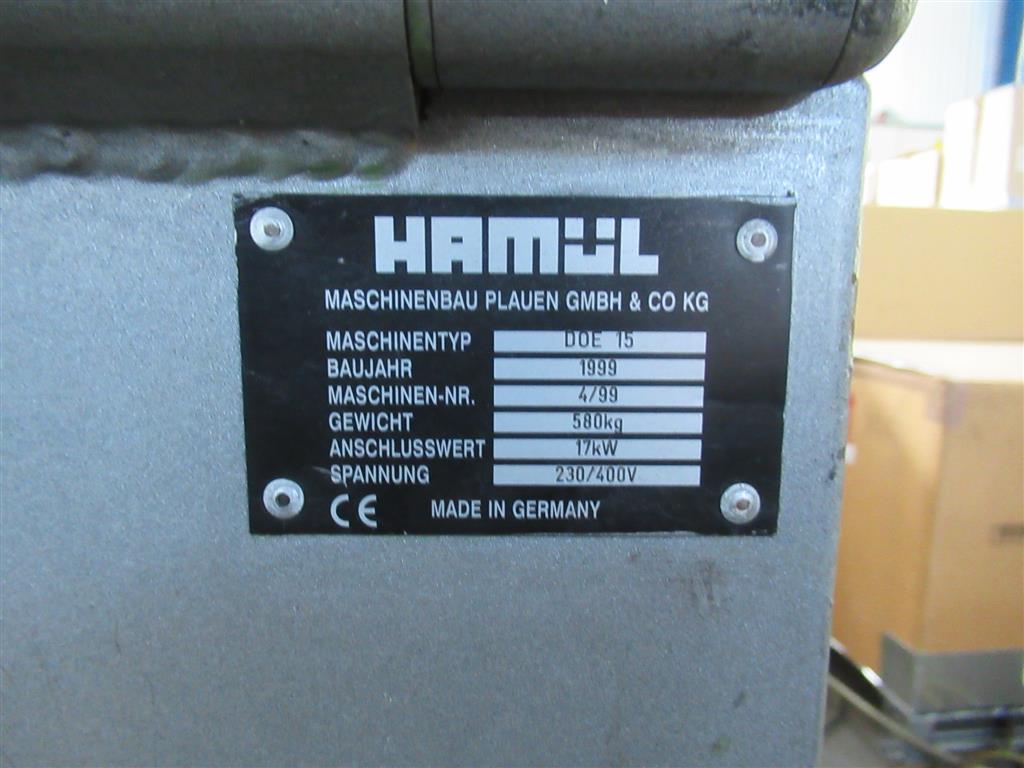 HAMÜL
MASCHINENBAU PLAUEN GMBH & CO KG
MASCHINENTYP DOE 15
BAUJAHR 1999
MASCHINEN-NR. 4/99
GEWICHT 580kg
ANSCHLUSSWERT 17kW
SPANNUNG 230/400V
CE MADE IN GERMANY